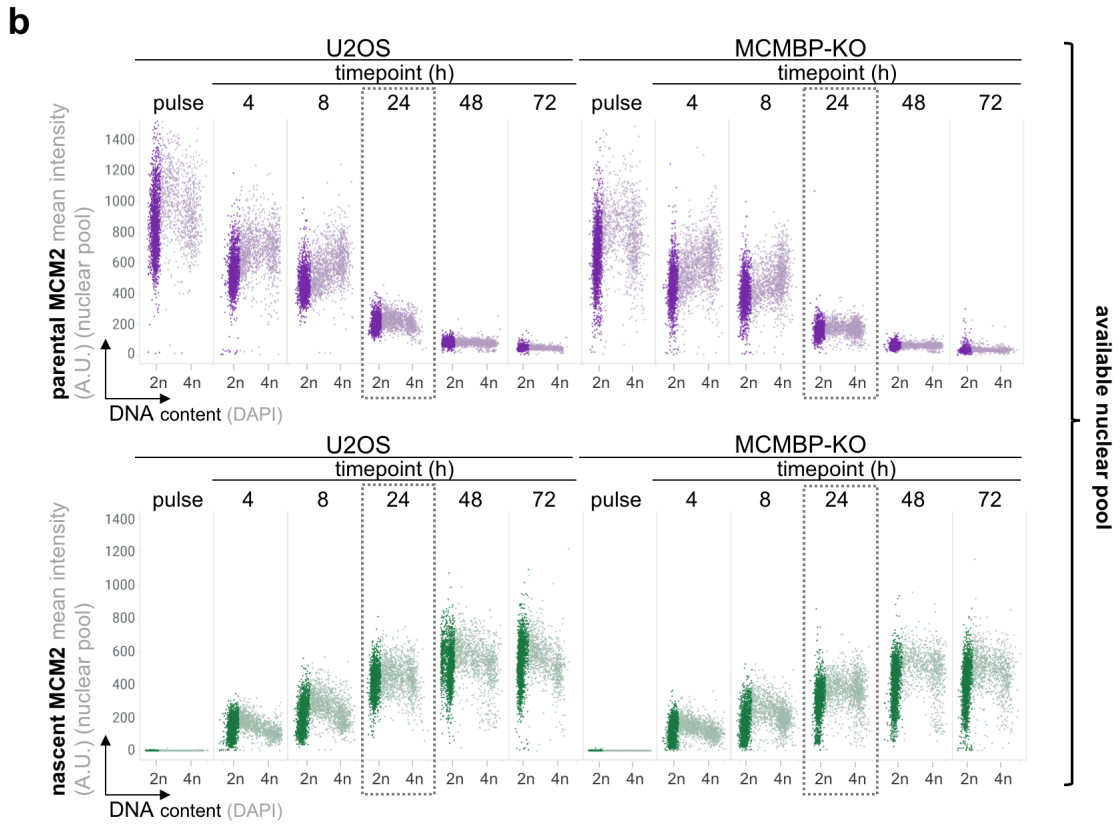 b
U2OS MCMBP-KO
timepoint (h) timepoint (h)
pulse 4 8 24 48 72 pulse 4 8 24 48 72
parental MCM2 mean intensity
(A.U.) (nuclear pool)
1400
1200
1000
800
600
400
200
0
2n 4n 2n 4n 2n 4n 2n 4n 2n 4n 2n 4n 2n 4n 2n 4n 2n 4n 2n 4n 2n 4n 2n 4n
DNA content (DAPI)
U2OS MCMBP-KO
timepoint (h) timepoint (h)
pulse 4 8 24 48 72 pulse 4 8 24 48 72
nascent MCM2 mean intensity
(A.U.) (nuclear pool)
1400
1200
1000
800
600
400
200
0
2n 4n 2n 4n 2n 4n 2n 4n 2n 4n 2n 4n 2n 4n 2n 4n 2n 4n 2n 4n 2n 4n 2n 4n
DNA content (DAPI)
available nuclear pool